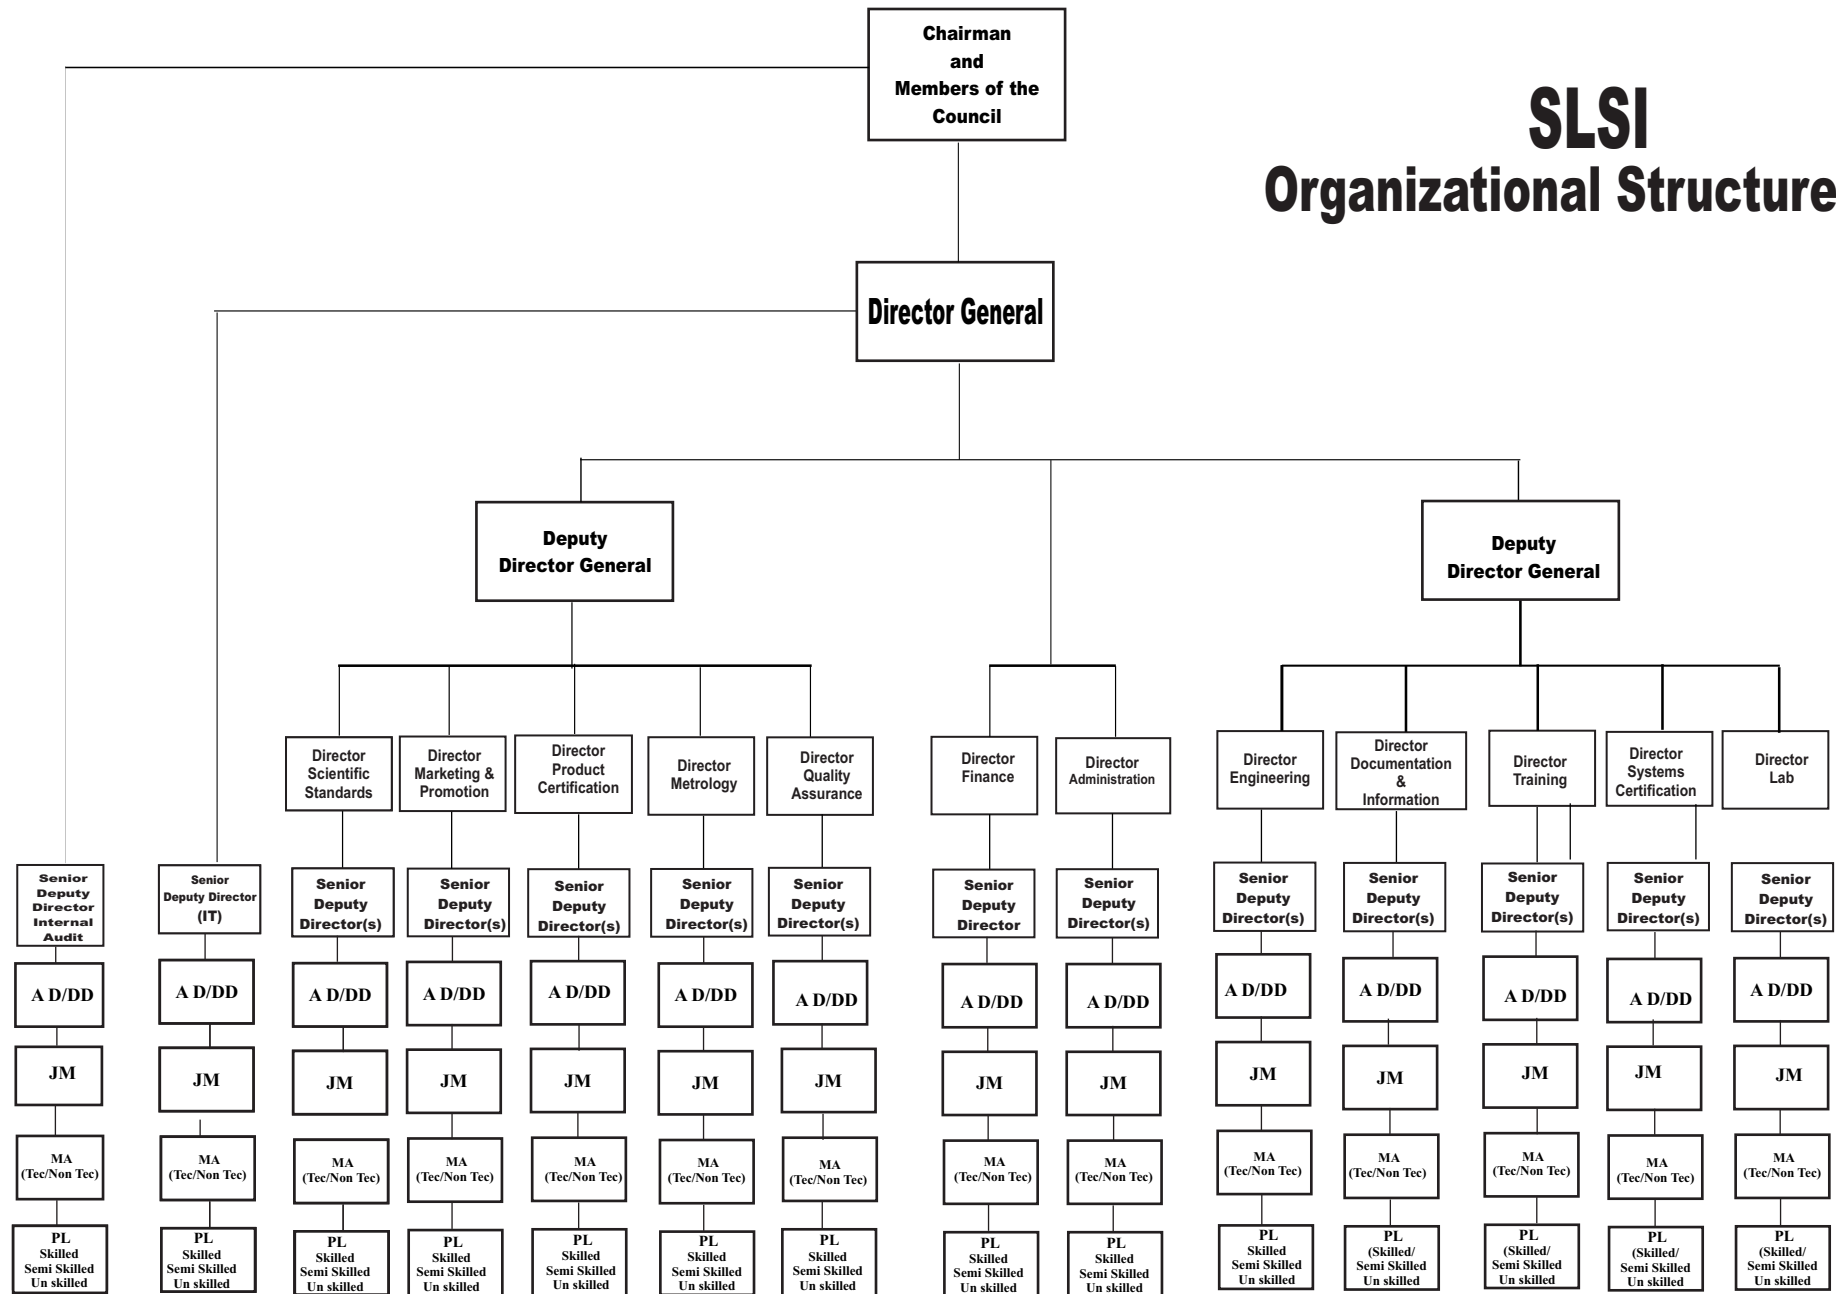 Chairman
and
Members of the
Council
SLSI
Organizational Structure
Director General
Deputy
Director General
Deputy
Director General
Director
Scientific
Standards
Director
Marketing &
Promotion
Director
Product
Certification
Director
Metrology
Director
Quality
Assurance
Director
Finance
Director
Administration
Director
Engineering
Director
Documentation
&
Information
Director
Training
Director
Systems
Certification
Director
Lab
Senior
Deputy
Director
Internal
Audit
Senior
Deputy Director
(IT)
Senior
Deputy
Director(s)
Senior
Deputy
Director(s)
Senior
Deputy
Director(s)
Senior
Deputy
Director(s)
Senior
Deputy
Director(s)
Senior
Deputy
Director
Senior
Deputy
Director(s)
Senior
Deputy
Director(s)
Senior
Deputy
Director(s)
Senior
Deputy
Director(s)
Senior
Deputy
Director(s)
Senior
Deputy
Director(s)
A D/DD
A D/DD
A D/DD
A D/DD
A D/DD
A D/DD
A D/DD
A D/DD
A D/DD
A D/DD
A D/DD
A D/DD
A D/DD
A D/DD
JM
JM
JM
JM
JM
JM
JM
JM
JM
JM
JM
JM
JM
JM
MA
(Tec/Non Tec)
MA
(Tec/Non Tec)
MA
(Tec/Non Tec)
MA
(Tec/Non Tec)
MA
(Tec/Non Tec)
MA
(Tec/Non Tec)
MA
(Tec/Non Tec)
MA
(Tec/Non Tec)
MA
(Tec/Non Tec)
MA
(Tec/Non Tec)
MA
(Tec/Non Tec)
MA
(Tec/Non Tec)
MA
(Tec/Non Tec)
MA
(Tec/Non Tec)
PL
Skilled
Semi Skilled
Un skilled
PL
Skilled
Semi Skilled
Un skilled
PL
Skilled
Semi Skilled
Un skilled
PL
Skilled
Semi Skilled
Un skilled
PL
Skilled
Semi Skilled
Un skilled
PL
Skilled
Semi Skilled
Un skilled
PL
Skilled
Semi Skilled
Un skilled
PL
Skilled
Semi Skilled
Un skilled
PL
Skilled
Semi Skilled
Un skilled
PL
Skilled
Semi Skilled
Un skilled
PL
(Skilled/
Semi Skilled
Un skilled
PL
(Skilled/
Semi Skilled
Un skilled
PL
(Skilled/
Semi Skilled
Un skilled
PL
(Skilled/
Semi Skilled
Un skilled